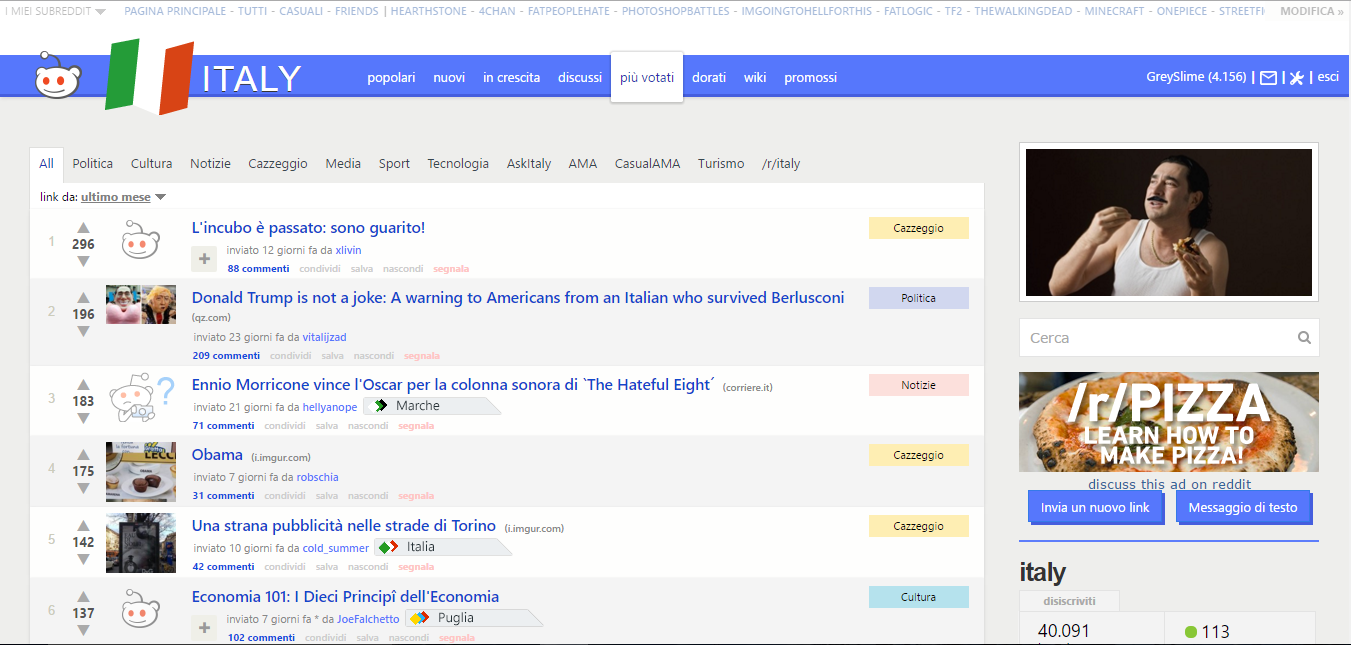 I MIEI SUBREDDIT
PAGINA PRINCIPALE - TUTTI - CASUALI - FRIENDS | HEARTHSTONE - 4CHAN - FATPEOPLEHATE - PHOTOSHOPBATTLES - IMGOINGTOHELLFORTHIS - FATLOGIC - TF2 - THEWALKINGDEAD - MINECRAFT - ONEPIECE - STREETFI
MODIFICA »
ITALY
popolari nuovi in crescita discussi più votati dorati wiki promossi
GreySlime (4.156) | | | esci
All Politica Cultura Notizie Cazzeggio Media Sport Tecnologia AskItaly AMA CasualAMA Turismo /r/italy
link da: ultimo mese
1
296
L'incubo è passato: sono guarito!
Cazzeggio
inviato 12 giorni fa da xlivin
88 commenti condividi salva nascondi segnala
2
196
Donald Trump is not a joke: A warning to Americans from an Italian who survived Berlusconi
(qz.com)
Politica
inviato 23 giorni fa da vitalijzad
209 commenti condividi salva nascondi segnala
3
183
Ennio Morricone vince l'Oscar per la colonna sonora di `The Hateful Eight´ (corriere.it)
Notizie
inviato 21 giorni fa da hellyanope Marche
71 commenti condividi salva nascondi segnala
4
175
Obama (i.imgur.com)
Cazzeggio
inviato 7 giorni fa da robschia
31 commenti condividi salva nascondi segnala
5
142
Una strana pubblicità nelle strade di Torino (i.imgur.com)
Cazzeggio
inviato 10 giorni fa da cold_summer Italia
42 commenti condividi salva nascondi segnala
6
137
Economia 101: I Dieci Principî dell'Economia
Cultura
inviato 7 giorni fa * da JoeFalchetto Puglia
102 commenti condividi salva nascondi segnala
Cerca
/r/PIZZA
LEARN HOW TO
MAKE PIZZA!
discuss this ad on reddit
Invia un nuovo link
Messaggio di testo
italy
disiscriviti
40.091
113